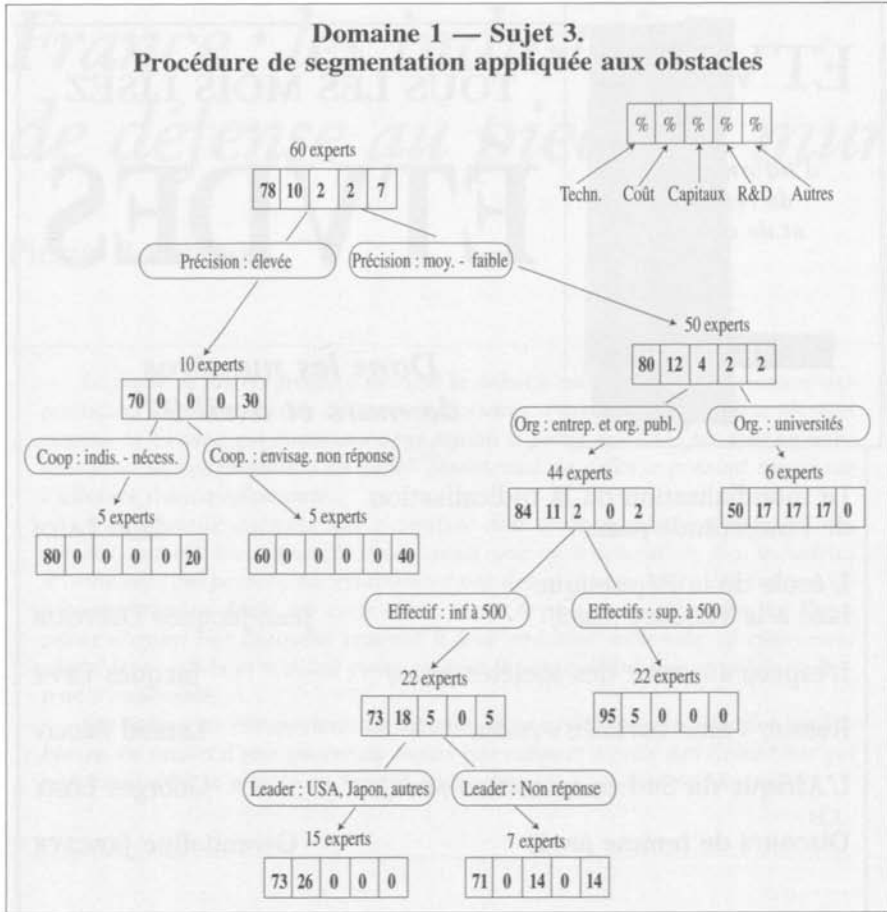 Domaine 1 — Sujet 3.
Procédure de segmentation appliquée aux obstacles
% % % % %
Techn. Coût Capitaux R&D Autres
60 experts
78 10 2 2 7
Précision : élevée
Précision : moy. - faible
50 experts
80 12 4 2 2
10 experts
70 0 0 0 30
Org : entrep. et org. publ.
Org. : universités
Coop : indis. - nécess.
Coop. : envisag. non réponse
44 experts
84 11 2 0 2
6 experts
50 17 17 17 0
5 experts
80 0 0 0 0 20
5 experts
60 0 0 0 0 40
Effectif : inf à 500
Effectifs : sup. à 500
22 experts
73 18 5 0 5
22 experts
95 5 0 0 0
Leader : USA, Japon, autres
Leader : Non réponse
15 experts
73 26 0 0 0
7 experts
71 0 14 0 14
TOUS LES MOIS LISEZ
ETVDES